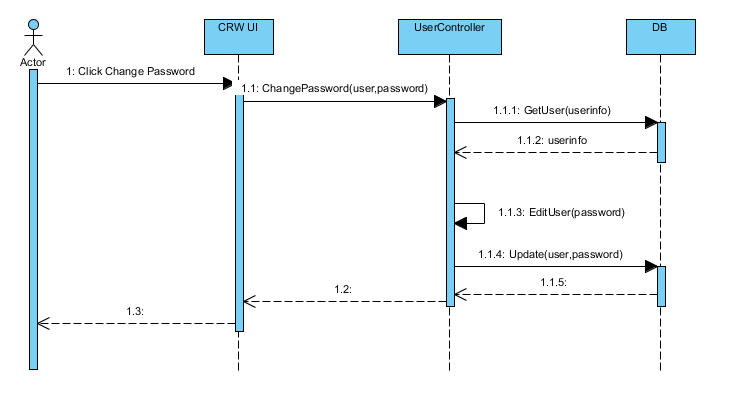 CRW UI
UserController
DB
Actor
1: Click Change Password
1.1: ChangePassword(user,password)
1.1.1: GetUser(userinfo)
1.1.2: userinfo
1.1.3: EditUser(password)
1.1.4: Update(user,password)
1.1.5:
1.2:
1.3: